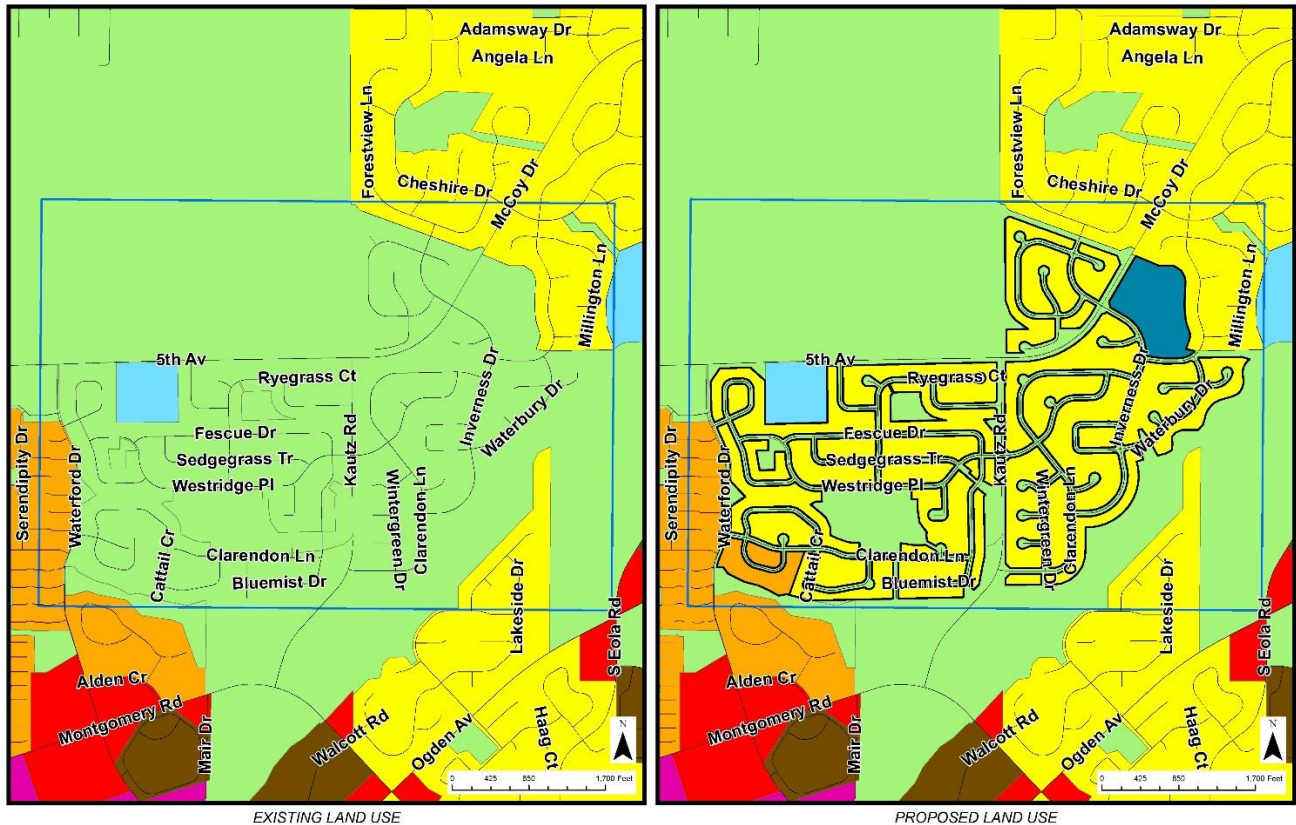 Adamsway Dr
Angela Ln
Forestview Ln
Cheshire Dr
McCoy Dr
Millington Ln
5th Av
Ryegrass Ct
Inverness Dr
Waterbury Dr
Fescue Dr
Kautz Rd
Sedgegrass Tr
Westridge Pl
Serendipity Dr
Waterford Dr
Wintergreen Dr
Clarendon Ln
Cattail Cr
Clarendon Ln
Bluemist Dr
Lakeside Dr
S Eola Rd
Alden Cr
Montgomery Rd
Mair Dr
Walcott Rd
Ogden Av
Haag Ct
N
0 425 850 1,700 Feet
EXISTING LAND USE
Adamsway Dr
Angela Ln
Forestview Ln
Cheshire Dr
McCoy Dr
Millington Ln
5th Av
Ryegrass Ct
Inverness Dr
Waterbury Dr
Fescue Dr
Kautz Rd
Sedgegrass Tr
Westridge Pl
Serendipity Dr
Waterford Dr
Wintergreen Dr
Clarendon Ln
Cattail Cr
Clarendon Ln
Bluemist Dr
Lakeside Dr
S Eola Rd
Alden Cr
Montgomery Rd
Mair Dr
Walcott Rd
Ogden Av
Haag Ct
N
0 425 850 1,700 Feet
PROPOSED LAND USE